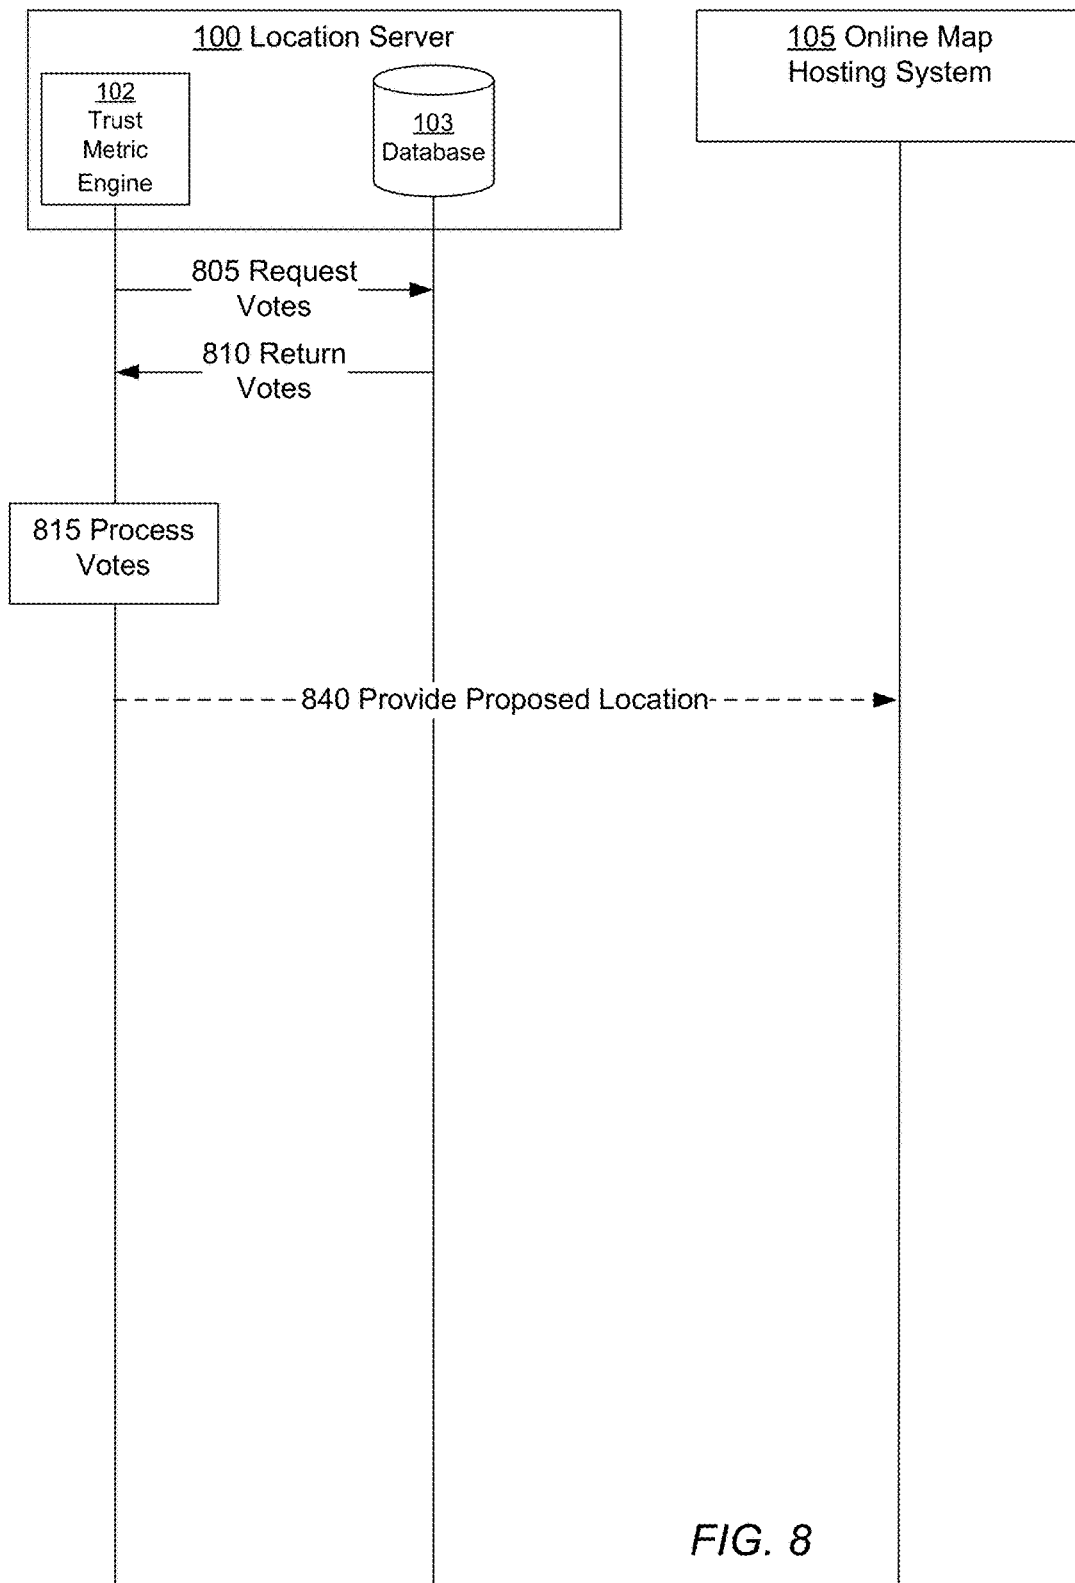 100 Location Server
105 Online Map
Hosting System
102
Trust
Metric
Engine
103
Database
805 Request
Votes
810 Return
Votes
815 Process
Votes
840 Provide Proposed Location
FIG. 8